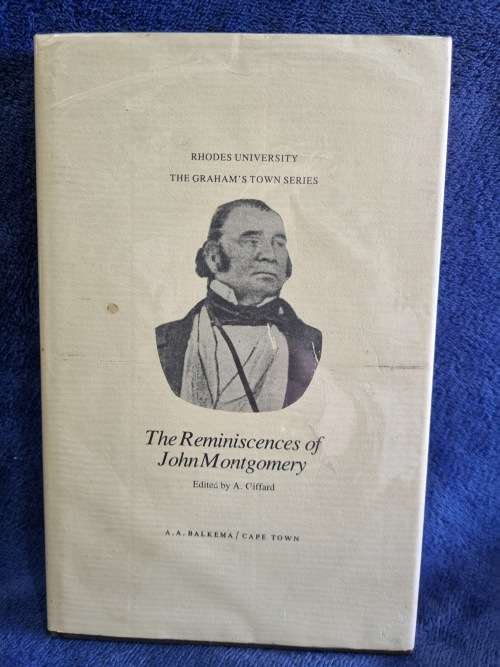 RHODES UNIVERSITY
THE GRAHAM'S TOWN SERIES
The Reminiscences of
John Montgomery
Edited by A. Giffard
A.A. BALKEMA / CAPE TOWN